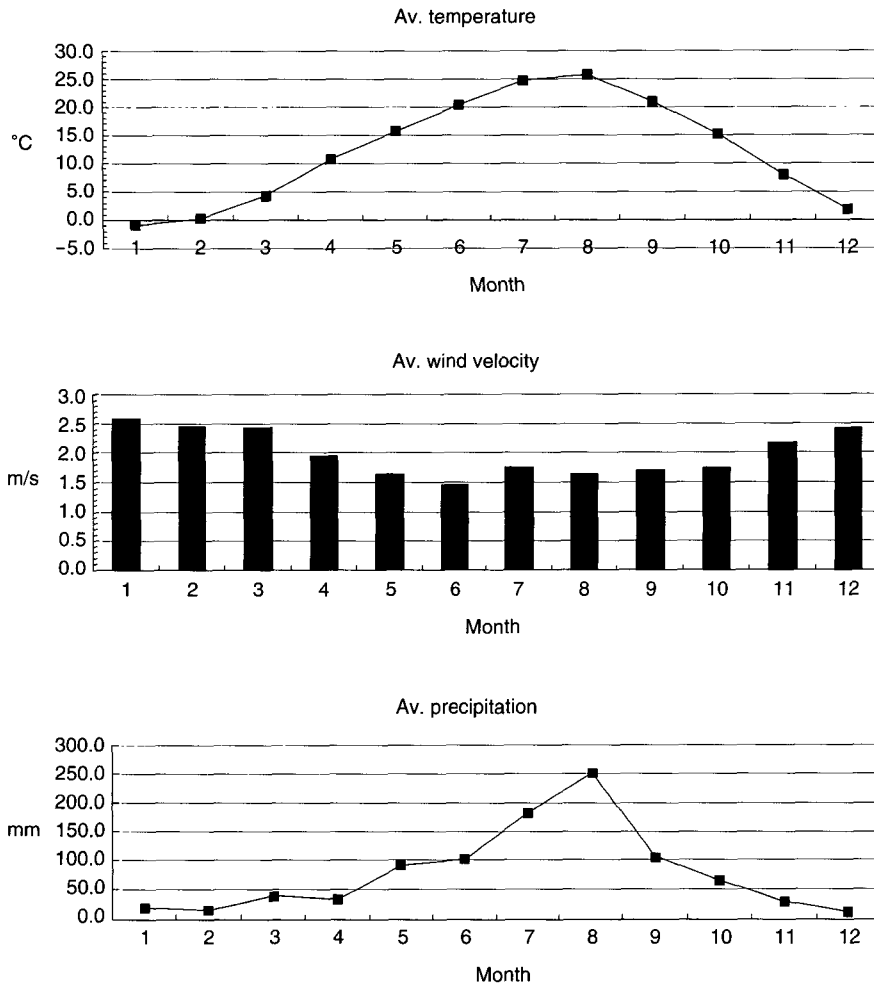 Av. temperature
30.0
25.0
20.0
15.0
°C
10.0
5.0
0.0
−5.0
1 2 3 4 5 6 7 8 9 10 11 12
Month
Av. wind velocity
3.0
2.5
2.0
m/s
1.5
1.0
0.5
0.0
1 2 3 4 5 6 7 8 9 10 11 12
Month
Av. precipitation
300.0
250.0
200.0
mm
150.0
100.0
50.0
0.0
1 2 3 4 5 6 7 8 9 10 11 12
Month